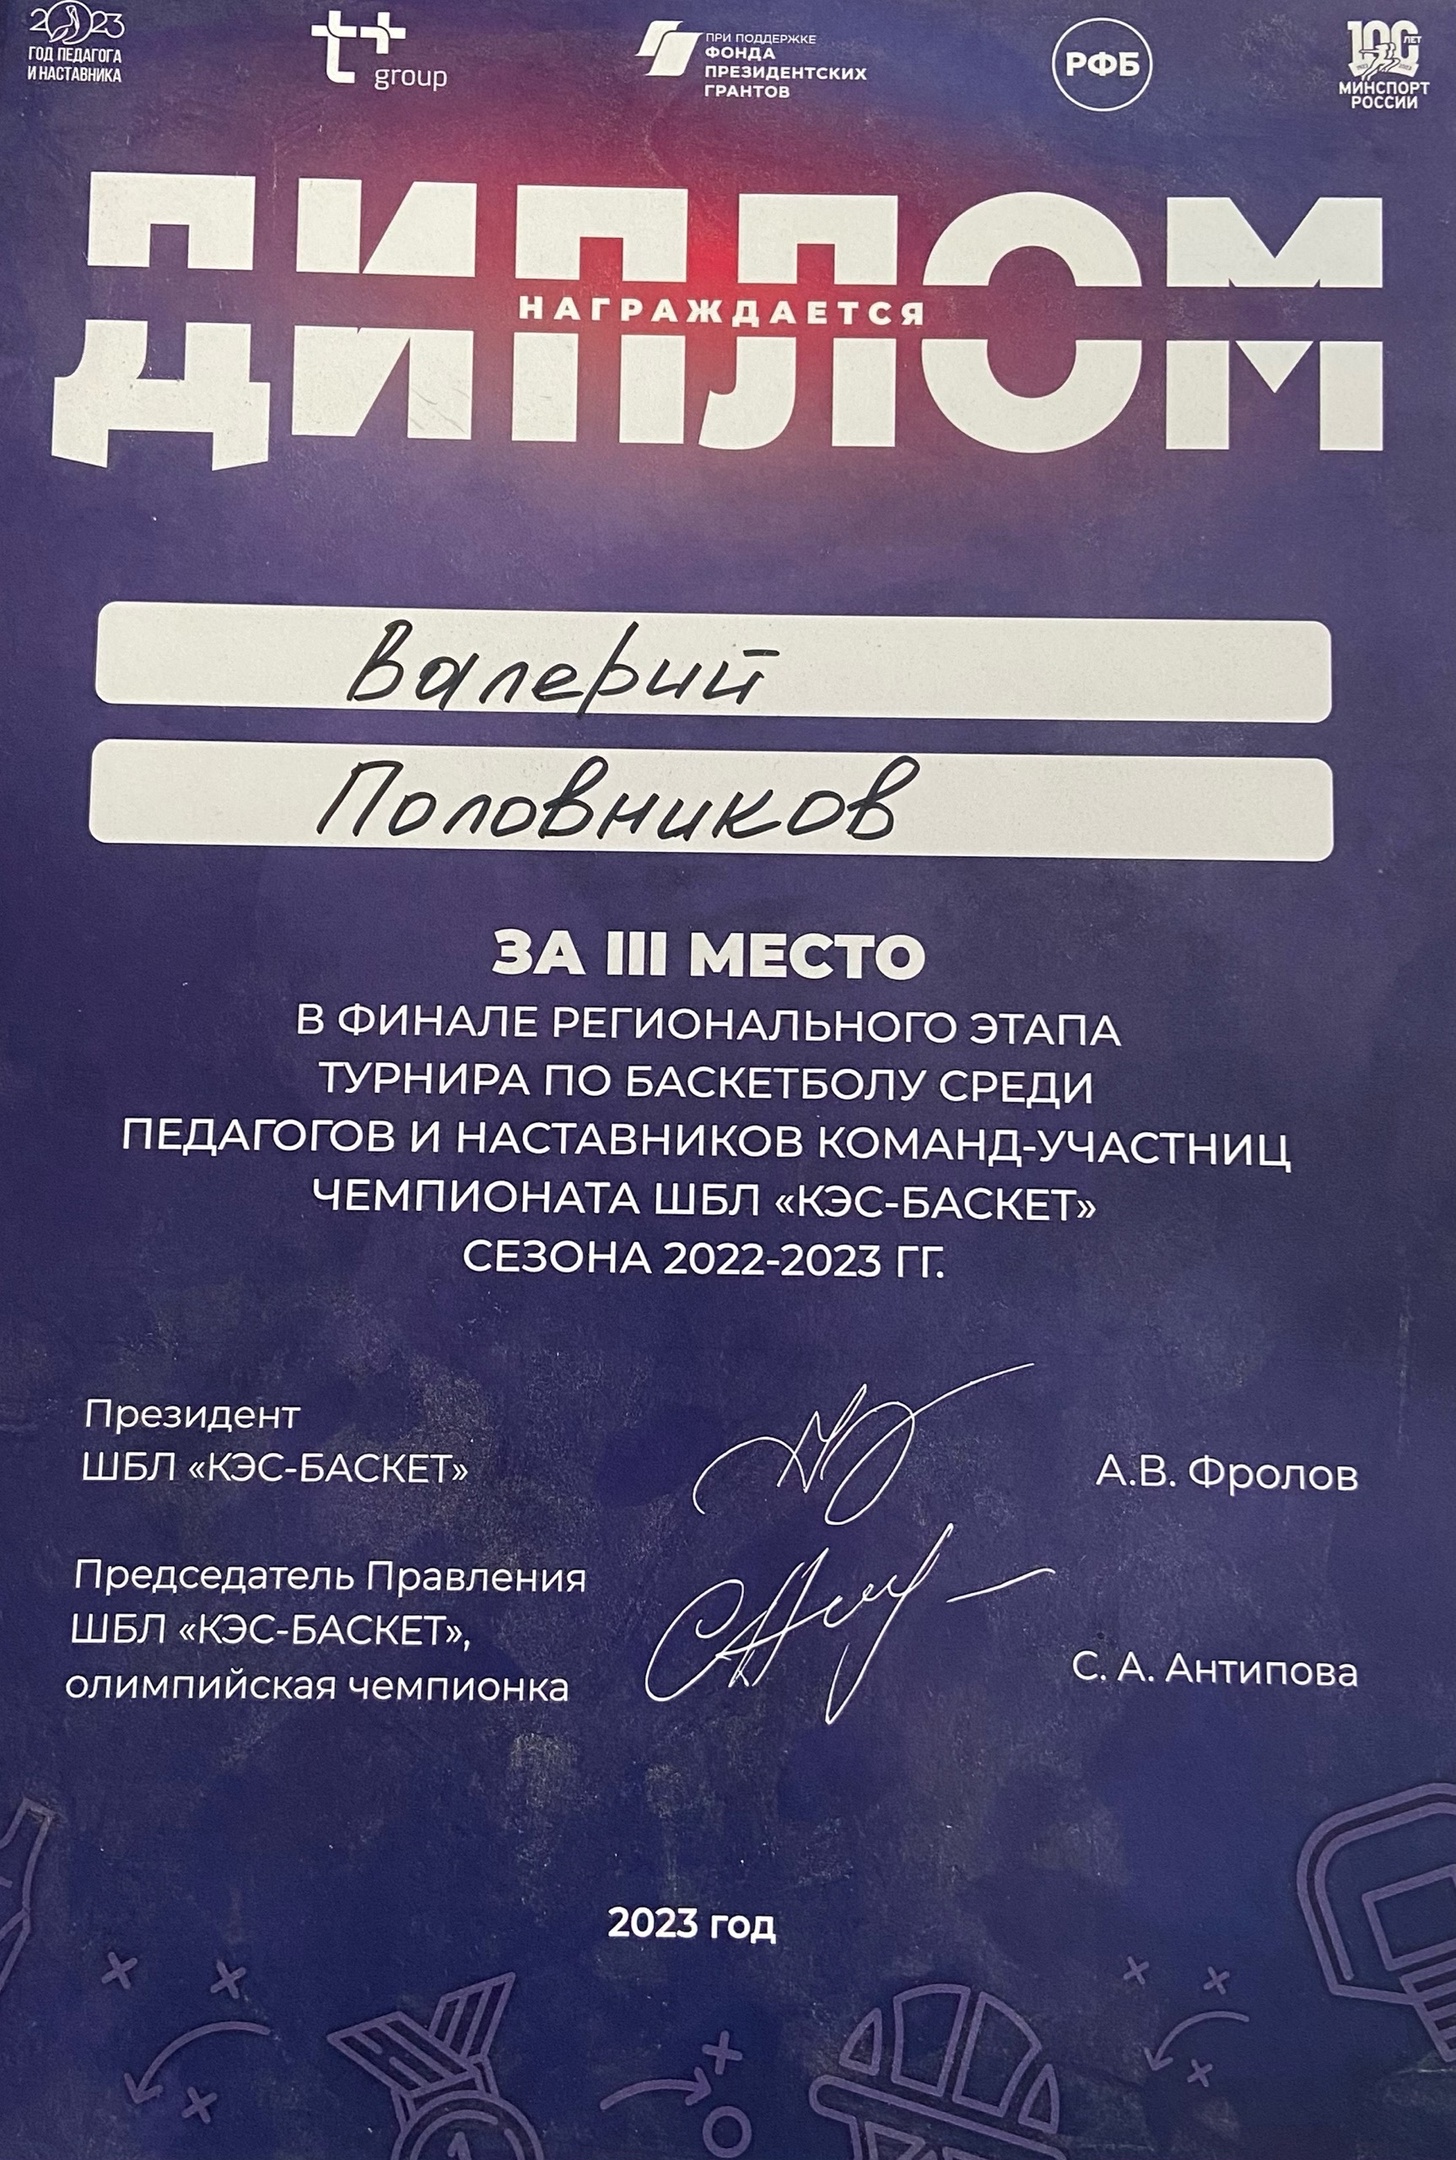 2023
ГОД ПЕДАГОГА
И НАСТАВНИКА
t+
group
ПРИ ПОДДЕРЖКЕ
ФОНДА
ПРЕЗИДЕНТСКИХ
ГРАНТОВ
РФБ
100 ЛЕТ
МИНСПОРТ
РОССИИ
ДИПЛОМ
НАГРАЖДАЕТСЯ
Валерий
Половников
ЗА III МЕСТО
В ФИНАЛЕ РЕГИОНАЛЬНОГО ЭТАПА
ТУРНИРА ПО БАСКЕТБОЛУ СРЕДИ
ПЕДАГОГОВ И НАСТАВНИКОВ КОМАНД-УЧАСТНИЦ
ЧЕМПИОНАТА ШБЛ «КЭС-БАСКЕТ»
СЕЗОНА 2022-2023 ГГ.
Президент
ШБЛ «КЭС-БАСКЕТ»
А.В. Фролов
Председатель Правления
ШБЛ «КЭС-БАСКЕТ»,
олимпийская чемпионка
С. А. Антипова
2023 год
1